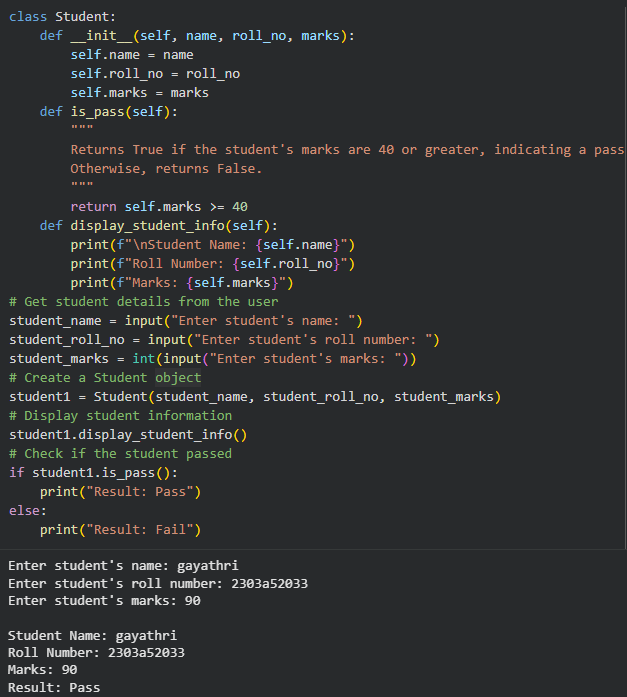 class Student:
    def __init__(self, name, roll_no, marks):
        self.name = name
        self.roll_no = roll_no
        self.marks = marks
    def is_pass(self):
        """
        Returns True if the student's marks are 40 or greater, indicating a pass
        Otherwise, returns False.
        """
        return self.marks >= 40
    def display_student_info(self):
        print(f"\nStudent Name: {self.name}")
        print(f"Roll Number: {self.roll_no}")
        print(f"Marks: {self.marks}")
# Get student details from the user
student_name = input("Enter student's name: ")
student_roll_no = input("Enter student's roll number: ")
student_marks = int(input("Enter student's marks: "))
# Create a Student object
student1 = Student(student_name, student_roll_no, student_marks)
# Display student information
student1.display_student_info()
# Check if the student passed
if student1.is_pass():
    print("Result: Pass")
else:
    print("Result: Fail")
Enter student's name: gayathri
Enter student's roll number: 2303a52033
Enter student's marks: 90

Student Name: gayathri
Roll Number: 2303a52033
Marks: 90
Result: Pass